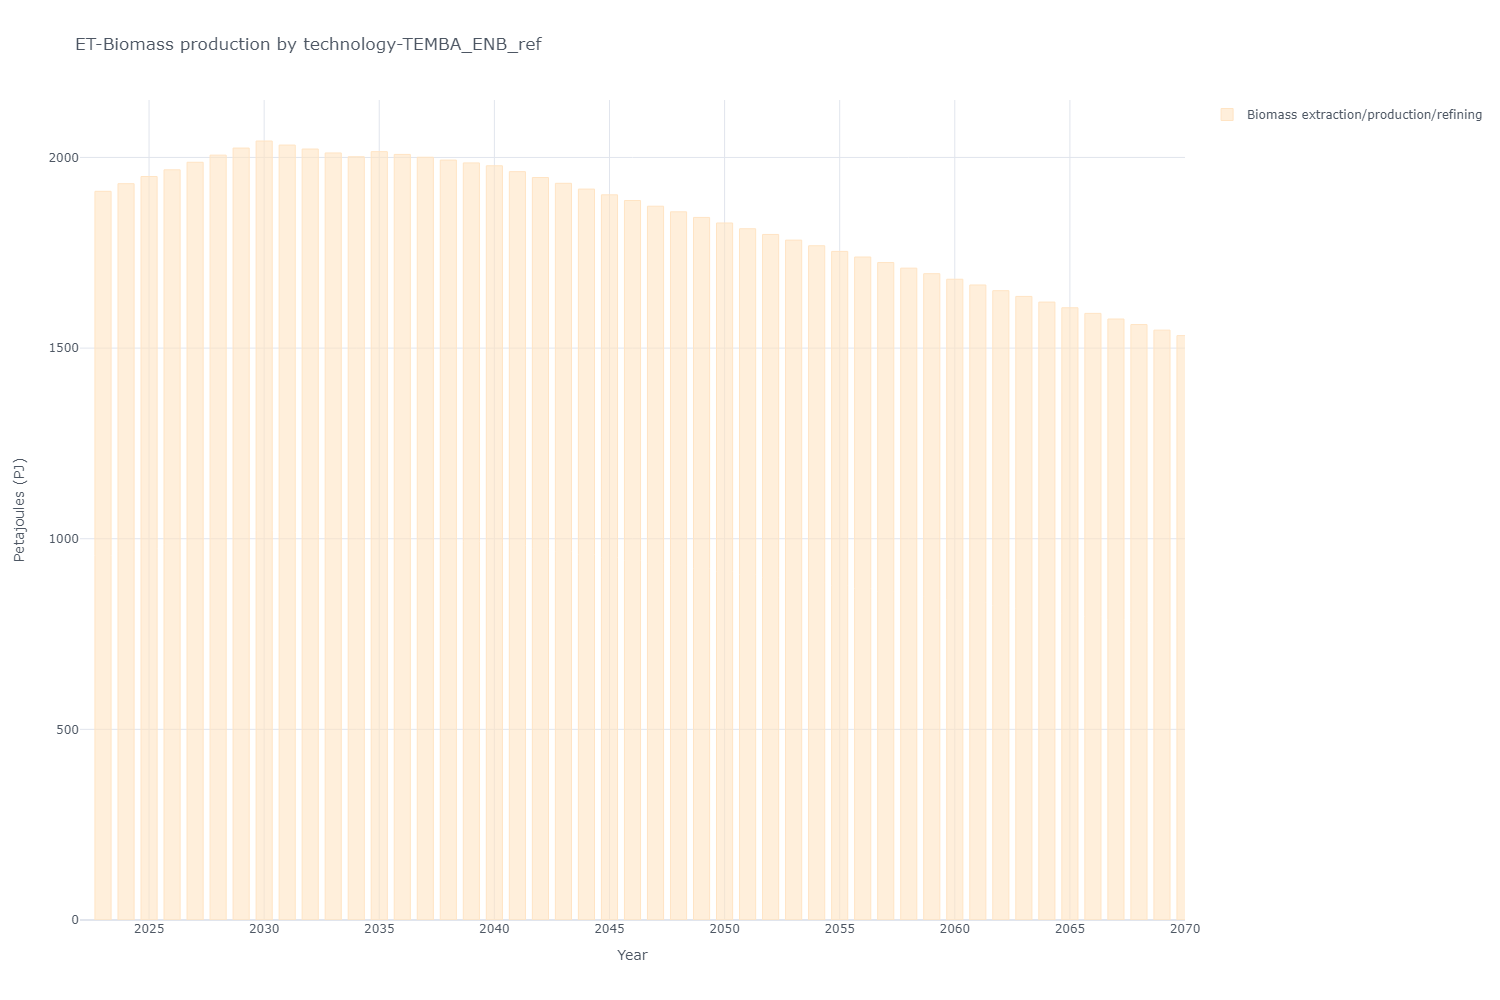 ET-Biomass production by technology-TEMBA_ENB_ref
Biomass extraction/production/refining
2000
1500
1000
500
0
Petajoules (PJ)
2025 2030 2035 2040 2045 2050 2055 2060 2065 2070
Year